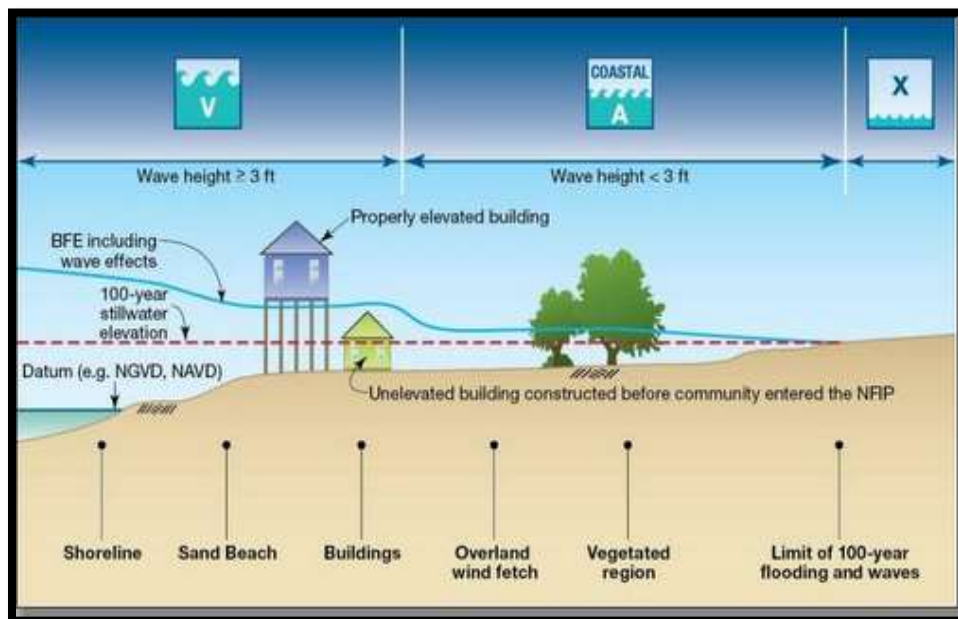 V
COASTAL
A
X
Wave height ≥ 3 ft
Wave height < 3 ft
Properly elevated building
BFE including
wave effects
100-year
stillwater
elevation
Datum (e.g. NGVD, NAVD)
Unelevated building constructed before community entered the NFIP
Shoreline
Sand Beach
Buildings
Overland
wind fetch
Vegetated
region
Limit of 100-year
flooding and waves